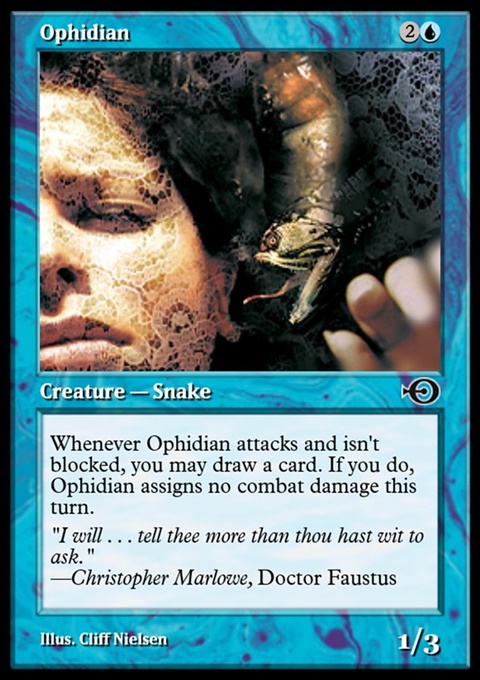 Ophidian
2
Creature — Snake
Whenever Ophidian attacks and isn't
blocked, you may draw a card. If you do,
Ophidian assigns no combat damage this
turn.
"I will . . . tell thee more than thou hast wit to
ask."
—Christopher Marlowe, Doctor Faustus
Illus. Cliff Nielsen
1/3